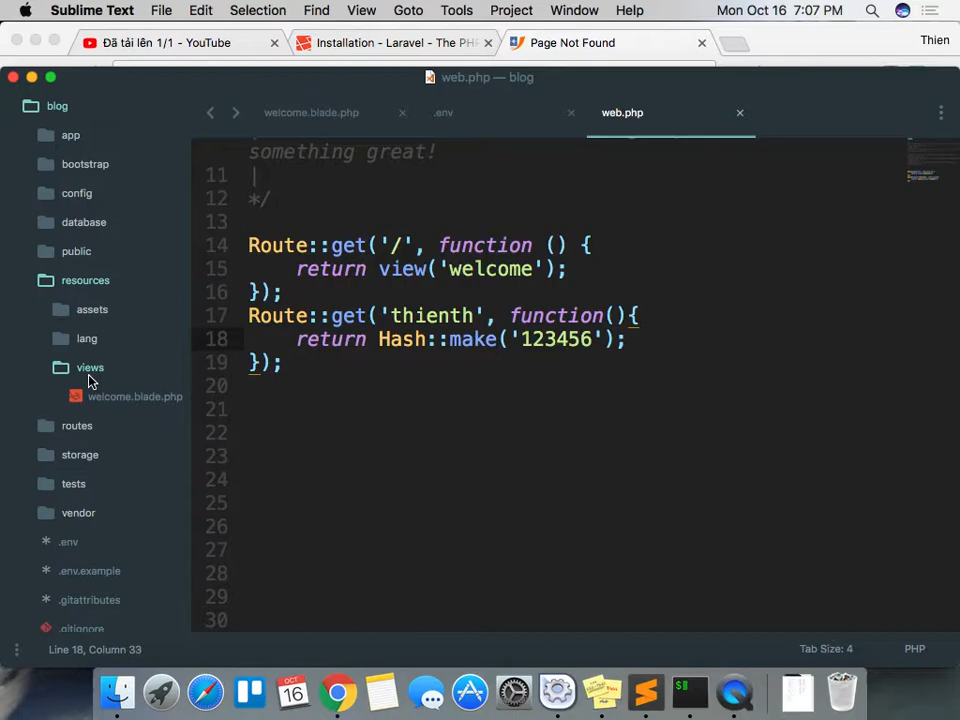 Sublime Text File Edit Selection Find View Goto Tools Project Window Help Mon Oct 16 7:07 PM
Đã tải lên 1/1 - YouTube Installation - Laravel - The PH Page Not Found Thien
web.php — blog
blog
welcome.blade.php .env web.php
app
bootstrap
config
database
public
resources
assets
lang
views
welcome.blade.php
routes
storage
tests
vendor
.env
.env.example
.gitattributes
.gitignore
something great!
11 |
12 */
13
14 Route::get('/', function () {
15 return view('welcome');
16 });
17 Route::get('thienth', function(){
18 return Hash::make('123456');
19 });
20
21
22
23
24
25
26
27
28
29
30
Line 18, Column 33 Tab Size: 4 PHP
OCT
16